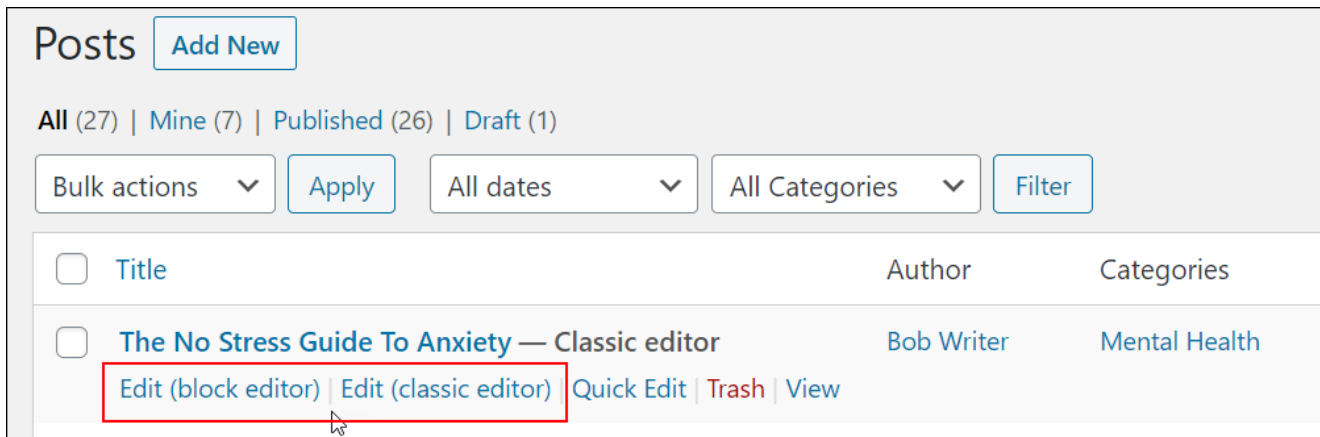 Posts Add New
All (27) | Mine (7) | Published (26) | Draft (1)
Bulk actions Apply All dates All Categories Filter
Title Author Categories
The No Stress Guide To Anxiety — Classic editor Bob Writer Mental Health
Edit (block editor) | Edit (classic editor) | Quick Edit | Trash | View